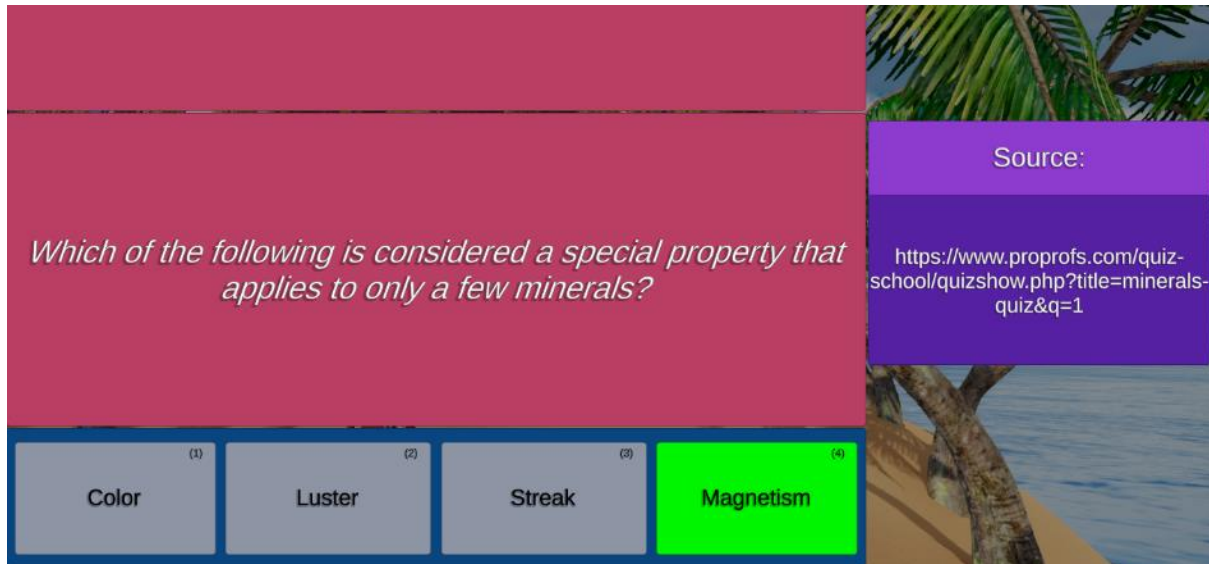 Which of the following is considered a special property that
applies to only a few minerals?
Source:
https://www.proprofs.com/quiz-
school/quizshow.php?title=minerals-
quiz&q=1
(1)
Color
(2)
Luster
(3)
Streak
(4)
Magnetism